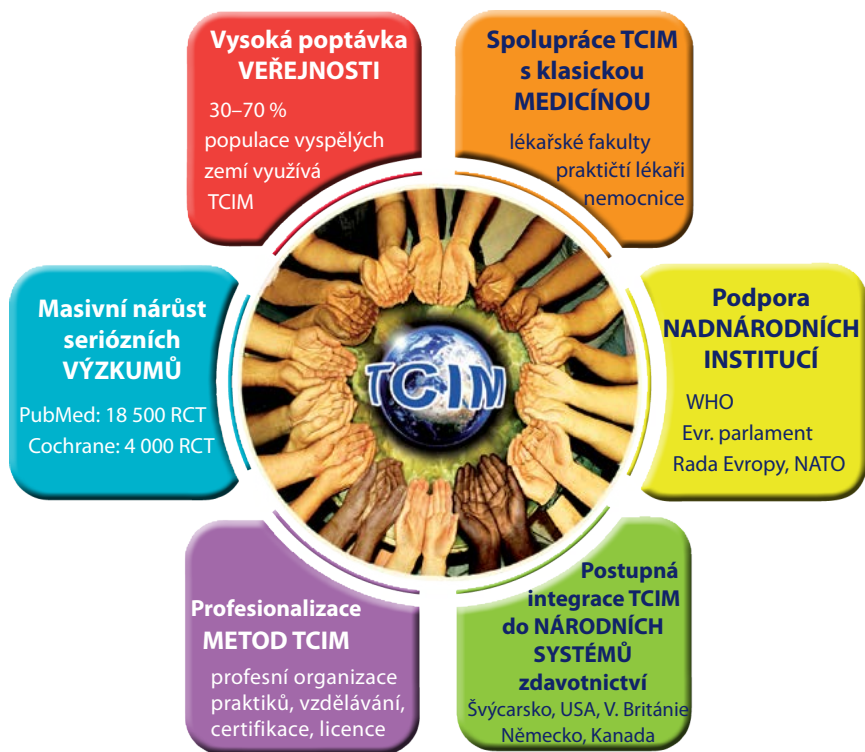 Vysoká poptávka
VEŘEJNOSTI
30–70 %
populace vyspělých
zemí využívá
TCIM
Spolupráce TCIM
s klasickou
MEDICÍNOU
lékařské fakulty
praktičtí lékaři
nemocnice
Masivní nárůst
seriózních
VÝZKUMŮ
PubMed: 18 500 RCT
Cochrane: 4 000 RCT
TCIM
Podpora
NADNÁRODNÍCH
INSTITUCÍ
WHO
Evr. parlament
Rada Evropy, NATO
Profesionalizace
METOD TCIM
profesní organizace
praktiků, vzdělávání,
certifikace, licence
Postupná
integrace TCIM
do NÁRODNÍCH
SYSTÉMŮ
zdavotnictví
Švýcarsko, USA, V. Británie
Německo, Kanada